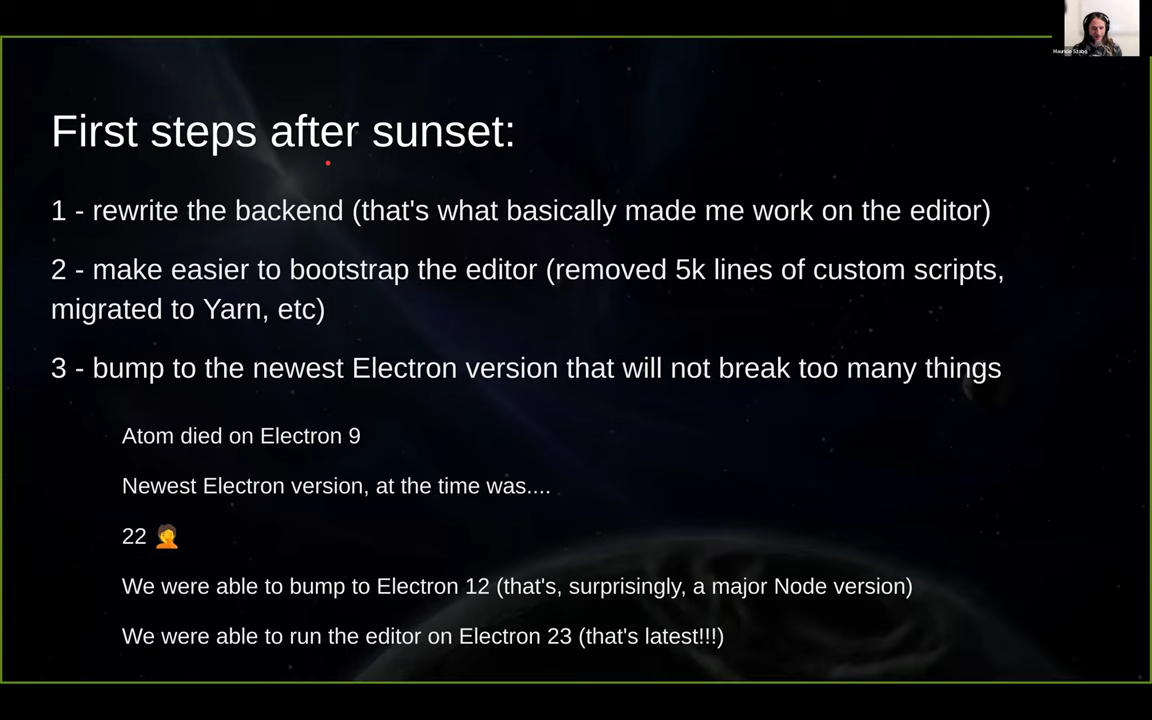 First steps after sunset:
1 - rewrite the backend (that's what basically made me work on the editor)
2 - make easier to bootstrap the editor (removed 5k lines of custom scripts,
migrated to Yarn, etc)
3 - bump to the newest Electron version that will not break too many things
Atom died on Electron 9
Newest Electron version, at the time was....
22 🤦
We were able to bump to Electron 12 (that's, surprisingly, a major Node version)
We were able to run the editor on Electron 23 (that's latest!!!)